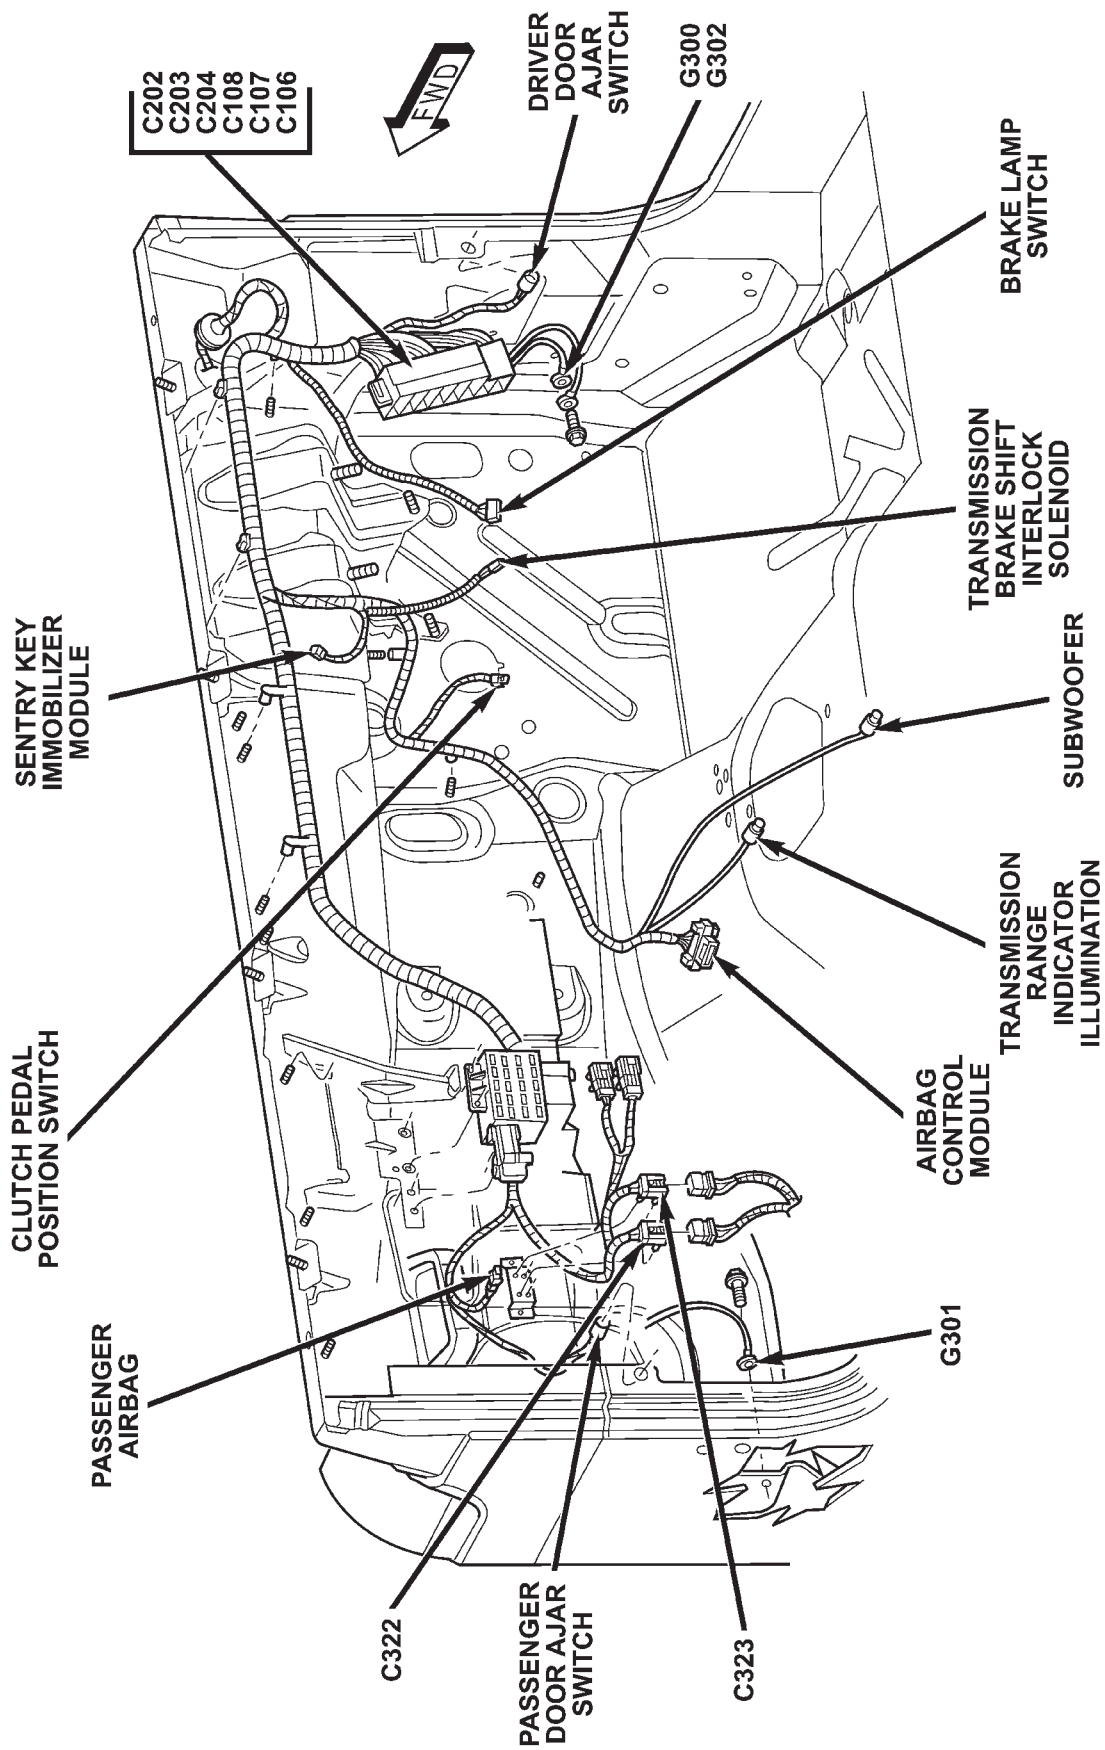 SENTRY KEY
IMMOBILIZER
MODULE
CLUTCH PEDAL
POSITION SWITCH
PASSENGER
AIRBAG
C202
C203
C204
C108
C107
C106
FWD
DRIVER
DOOR
AJAR
SWITCH
G300
G302
BRAKE LAMP
SWITCH
TRANSMISSION
BRAKE SHIFT
INTERLOCK
SOLENOID
SUBWOOFER
TRANSMISSION
RANGE
INDICATOR
ILLUMINATION
AIRBAG
CONTROL
MODULE
G301
C322
PASSENGER
DOOR AJAR
SWITCH
C323